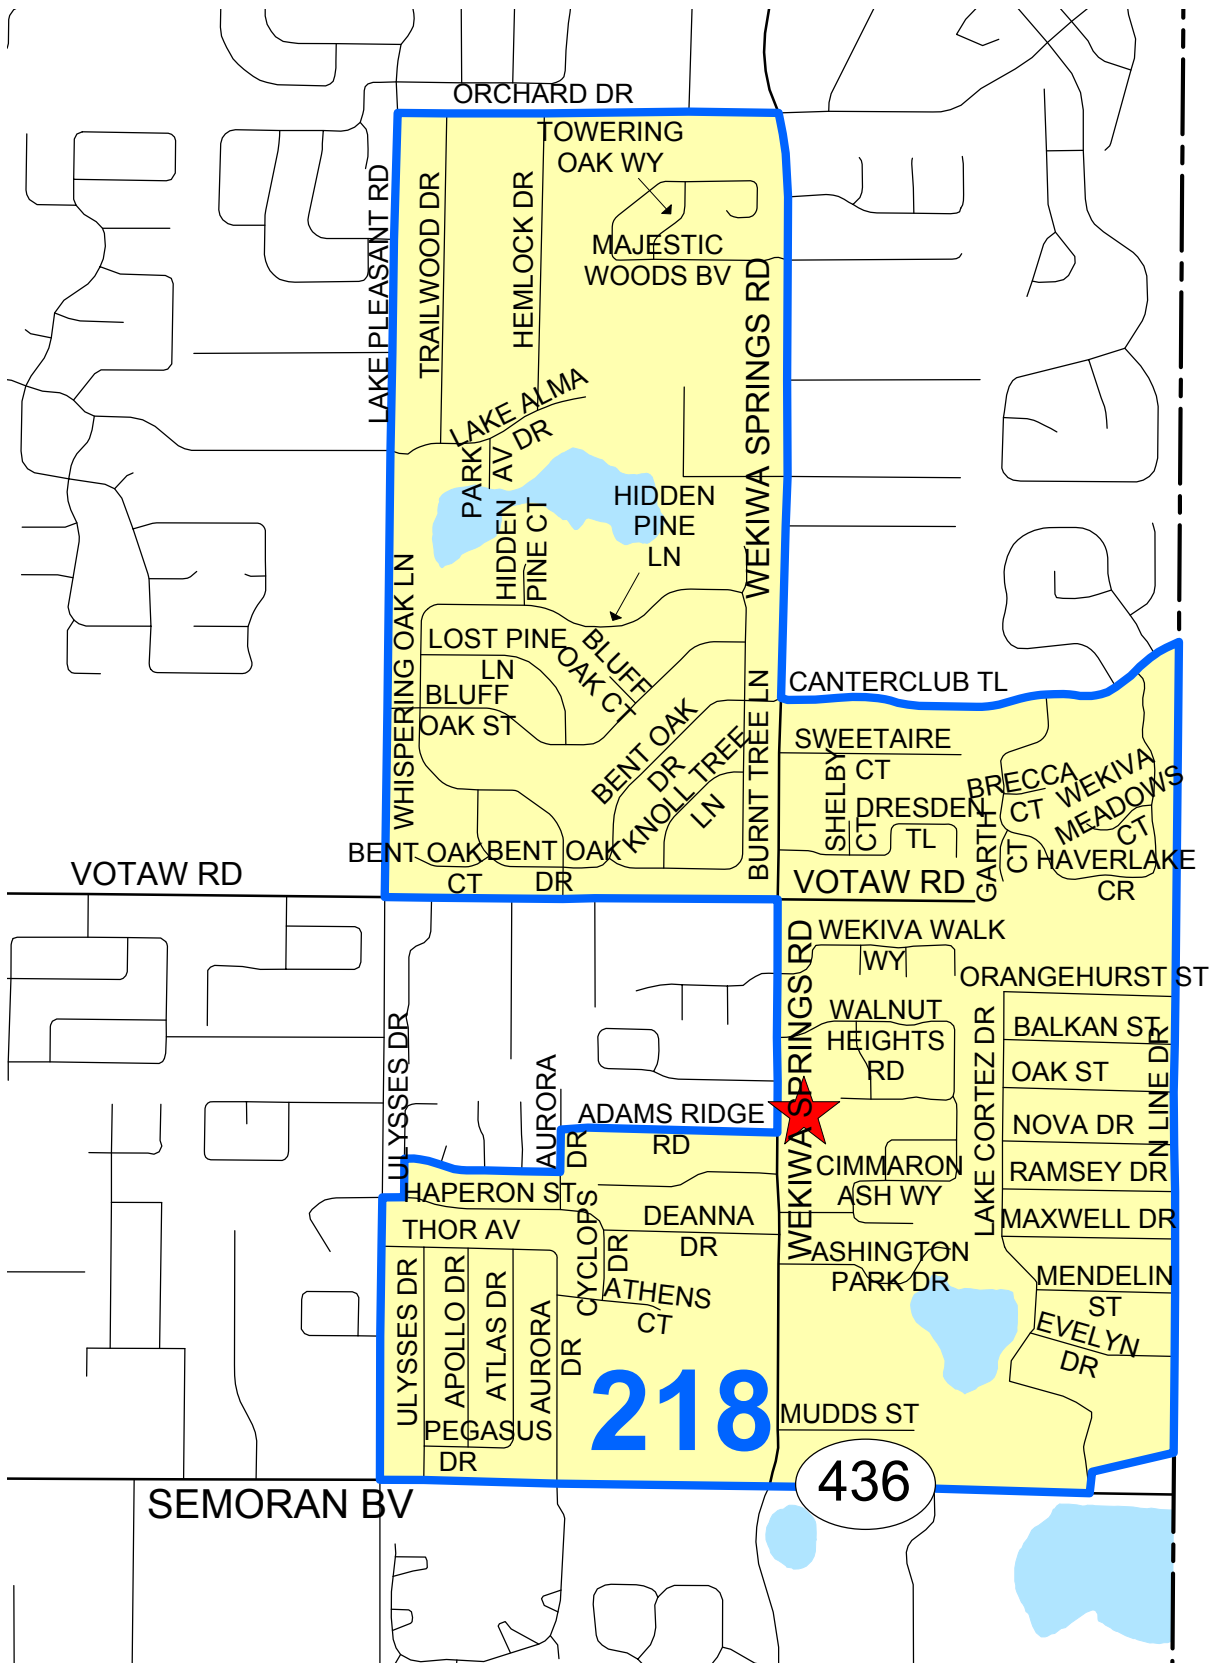 ORCHARD DR
TOWERING
OAK WY
LAKE PLEASANT RD
TRAILWOOD DR
HEMLOCK DR
MAJESTIC
WOODS BV
WEKIWA SPRINGS RD
LAKE ALMA
DR
PARK
AV
HIDDEN
PINE CT
HIDDEN
PINE
LN
WHISPERING OAK LN
LOST PINE
LN
BLUFF
OAK CT
BLUFF
OAK ST
BENT OAK
DR
KNOLL TREE
LN
BURNT TREE LN
CANTERCLUB TL
SWEETAIRE
CT
SHELBY
CT
DRESDEN
TL
BRECCA
CT
WEKIVA
MEADOWS
CT
GARTH
CT
HAVERLAKE
CR
BENT OAK
CT
BENT OAK
DR
VOTAW RD
VOTAW RD
WEKIVA WALK
WY
WEKIWA SPRINGS RD
ORANGEHURST ST
WALNUT
HEIGHTS
RD
LAKE CORTEZ DR
BALKAN ST
N LINE DR
OAK ST
ULYSSES DR
AURORA
DR
ADAMS RIDGE
RD
NOVA DR
CIMMARON
ASH WY
RAMSEY DR
HAPERON ST
THOR AV
CYCLOPS
DR
DEANNA
DR
MAXWELL DR
ASHINGTON
PARK DR
MENDELIN
ST
ULYSSES DR
APOLLO DR
ATLAS DR
AURORA
DR
ATHENS
CT
EVELYN
DR
218
MUDDS ST
PEGASUS
DR
436
SEMORAN BV